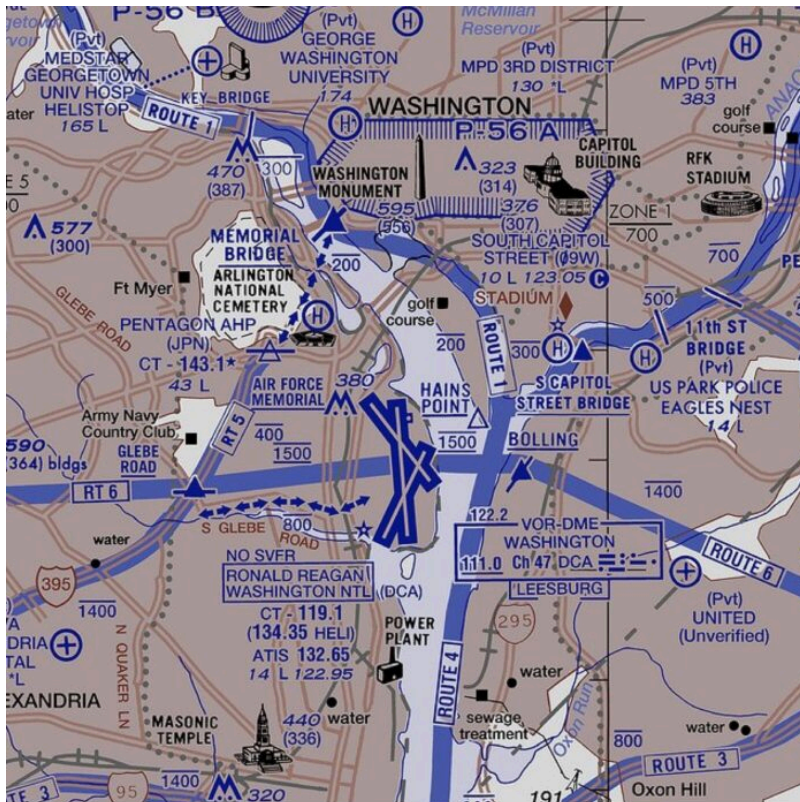 P-56 B
McMillan
Reservoir
(Pvt)
MEDSTAR
GEORGETOWN
UNIV HOSP
HELISTOP
165 L
(Pvt)
GEORGE
WASHINGTON
UNIVERSITY
174
(Pvt)
MPD 3RD DISTRICT
130 *L
(Pvt)
MPD 5TH
383
KEY BRIDGE
ROUTE 1
WASHINGTON
P-56 A
golf
course
470
(387)
300
WASHINGTON
MONUMENT
595
(556)
323
(314)
CAPITOL
BUILDING
376
(307)
RFK
STADIUM
ZONE 1
700
577
(300)
MEMORIAL
BRIDGE
200
ARLINGTON
NATIONAL
CEMETERY
SOUTH CAPITOL
STREET (09W)
10 L 123.05 C
700
Ft Myer
GLEBE ROAD
golf
course
STADIUM
500
PENTAGON AHP
(JPN)
CT - 143.1*
43 L
200
ROUTE 1
300
11th ST
BRIDGE
(Pvt)
US PARK POLICE
EAGLES NEST
14 L
AIR FORCE
MEMORIAL
380
HAINS
POINT
S CAPITOL
STREET BRIDGE
Army Navy
Country Club
RT 5
400
1500
1500
BOLLING
590
(364) bldgs
GLEBE
ROAD
RT 6
1400
S GLEBE
ROAD
800
122.2
VOR-DME
WASHINGTON
111.0 Ch 47 DCA
LEESBURG
ROUTE 6
water
395
NO SVFR
RONALD REAGAN
WASHINGTON NTL
(DCA)
CT - 119.1
(134.35 HELI)
ATIS 132.65
14 L 122.95
(Pvt)
UNITED
(Unverified)
1400
N QUAKER LN
POWER
PLANT
295
ROUTE 4
water
water
sewage
treatment
Oxon Run
MASONIC
TEMPLE
440
(336)
water
800
ROUTE 3
1400
95
320
191
Oxon Hill